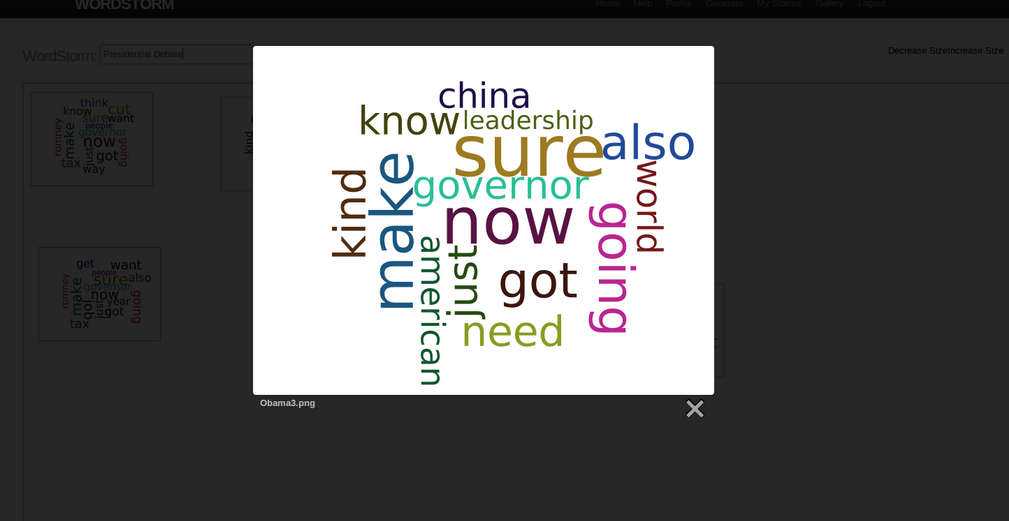 WORDSTORM
Home Help Profile Generate My Storms Gallery Logout
WordStorm: Presidential Debate
Decrease SizeIncrease Size
think
know
cut
sure
want
people
governor
romney
make
now
going
just
got
tax
way
kind
get
want
people
sure
also
romney
governor
make
now
year
going
got
just
got
tax
china
know
leadership
sure
also
governor
world
kind
make
now
going
american
just
got
need
Obama3.png